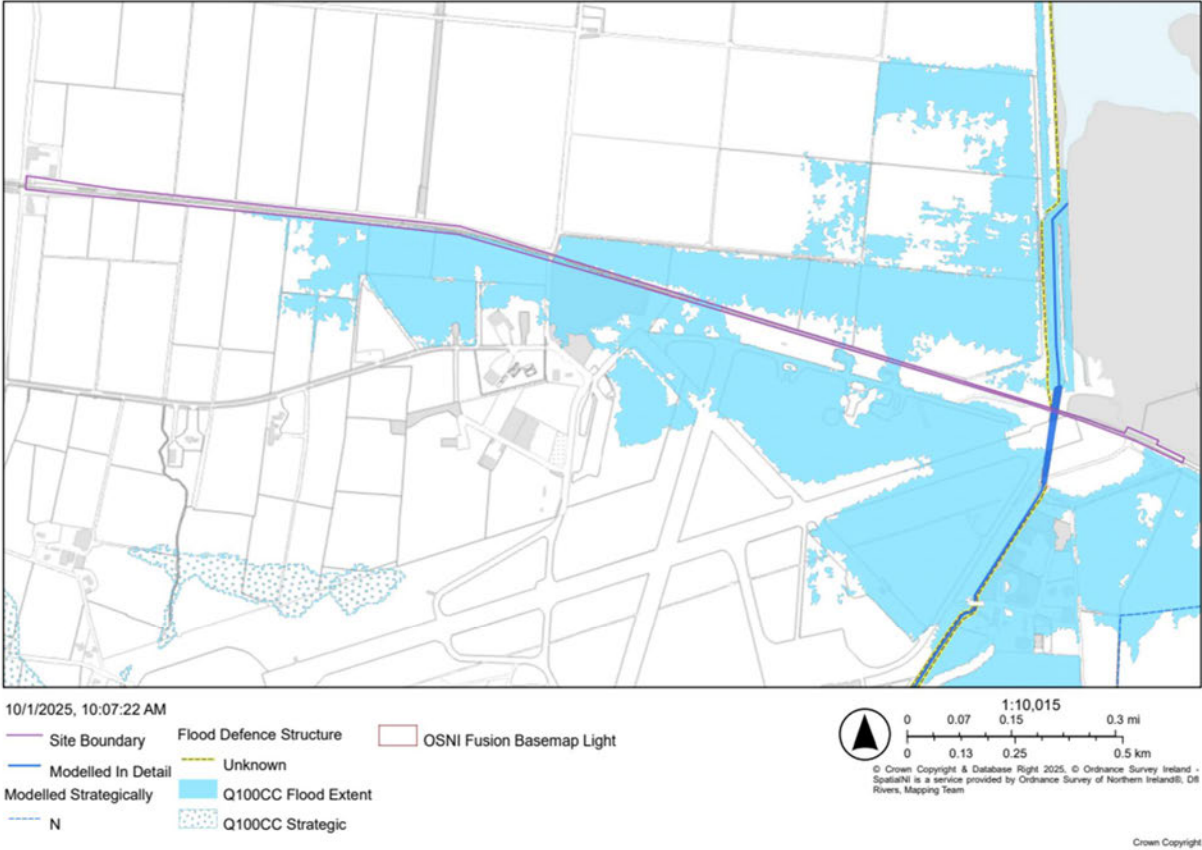 10/1/2025, 10:07:22 AM
Site Boundary
Modelled In Detail
Modelled Strategically
N
Flood Defence Structure
Unknown
Q100CC Flood Extent
Q100CC Strategic
OSNI Fusion Basemap Light
1:10,015
0 0.07 0.15 0.3 mi
0 0.13 0.25 0.5 km
© Crown Copyright & Database Right 2025, © Ordnance Survey Ireland -
SpatialNI is a service provided by Ordnance Survey of Northern Ireland®, DfI
Rivers, Mapping Team
Crown Copyright